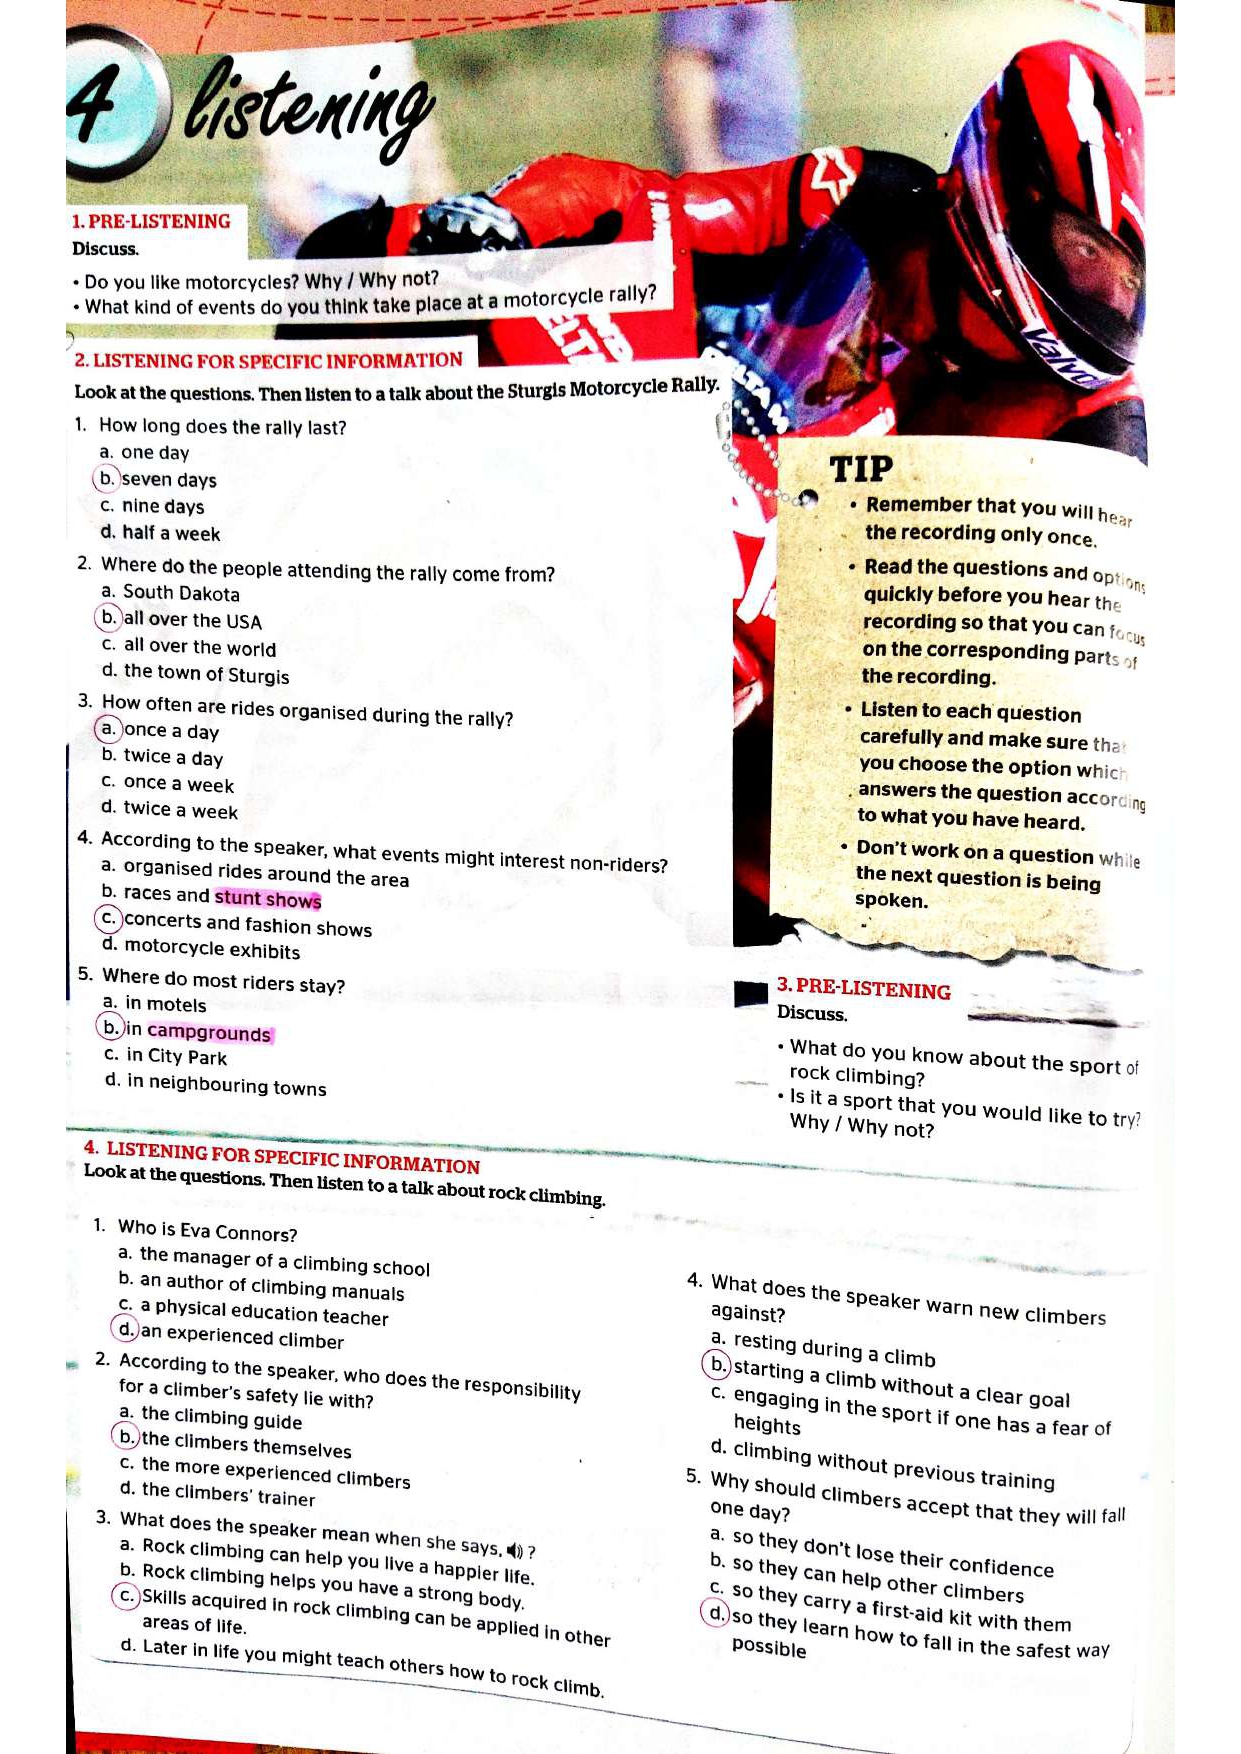 4 listening
1. PRE-LISTENING
Discuss.
• Do you like motorcycles? Why / Why not?
• What kind of events do you think take place at a motorcycle rally?
2. LISTENING FOR SPECIFIC INFORMATION
Look at the questions. Then listen to a talk about the Sturgis Motorcycle Rally.
1. How long does the rally last?
a. one day
b. seven days
c. nine days
d. half a week
2. Where do the people attending the rally come from?
a. South Dakota
b. all over the USA
c. all over the world
d. the town of Sturgis
3. How often are rides organised during the rally?
a. once a day
b. twice a day
c. once a week
d. twice a week
4. According to the speaker, what events might interest non-riders?
a. organised rides around the area
b. races and stunt shows
c. concerts and fashion shows
d. motorcycle exhibits
5. Where do most riders stay?
a. in motels
b. in campgrounds
c. in City Park
d. in neighbouring towns
TIP
• Remember that you will hear
the recording only once.
• Read the questions and options
quickly before you hear the
recording so that you can focus
on the corresponding parts of
the recording.
• Listen to each question
carefully and make sure that
you choose the option which
answers the question according
to what you have heard.
• Don't work on a question while
the next question is being
spoken.
3. PRE-LISTENING
Discuss.
• What do you know about the sport of
rock climbing?
• Is it a sport that you would like to try?
Why / Why not?
4. LISTENING FOR SPECIFIC INFORMATION
Look at the questions. Then listen to a talk about rock climbing.
1. Who is Eva Connors?
a. the manager of a climbing school
b. an author of climbing manuals
c. a physical education teacher
d. an experienced climber
2. According to the speaker, who does the responsibility
for a climber's safety lie with?
a. the climbing guide
b. the climbers themselves
c. the more experienced climbers
d. the climbers' trainer
3. What does the speaker mean when she says, ?
a. Rock climbing can help you live a happier life.
b. Rock climbing helps you have a strong body.
c. Skills acquired in rock climbing can be applied in other
areas of life.
d. Later in life you might teach others how to rock climb.
4. What does the speaker warn new climbers
against?
a. resting during a climb
b. starting a climb without a clear goal
c. engaging in the sport if one has a fear of
heights
d. climbing without previous training
5. Why should climbers accept that they will fall
one day?
a. so they don't lose their confidence
b. so they can help other climbers
c. so they carry a first-aid kit with them
d. so they learn how to fall in the safest way
possible